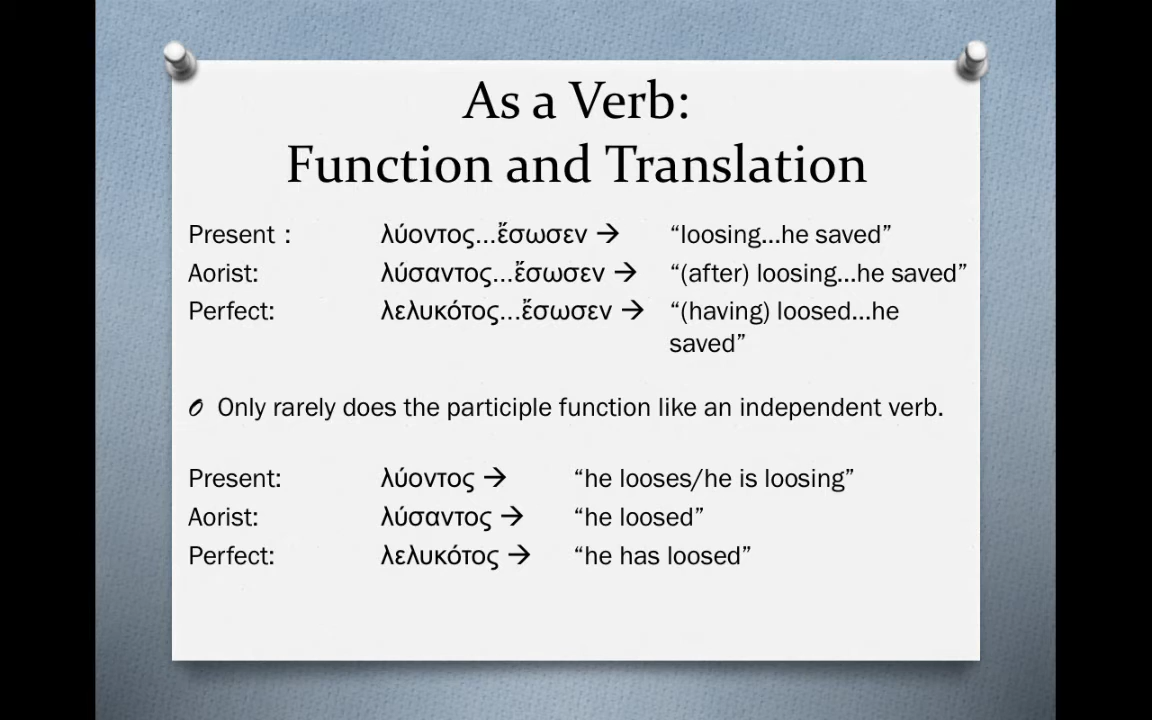 As a Verb:
Function and Translation
Present : λύοντος...ἔσωσεν → “loosing...he saved”
Aorist: λύσαντος...ἔσωσεν → “(after) loosing...he saved”
Perfect: λελυκότος...ἔσωσεν → “(having) loosed...he
saved”
Only rarely does the participle function like an independent verb.
Present: λύοντος → “he looses/he is loosing”
Aorist: λύσαντος → “he loosed”
Perfect: λελυκότος → “he has loosed”